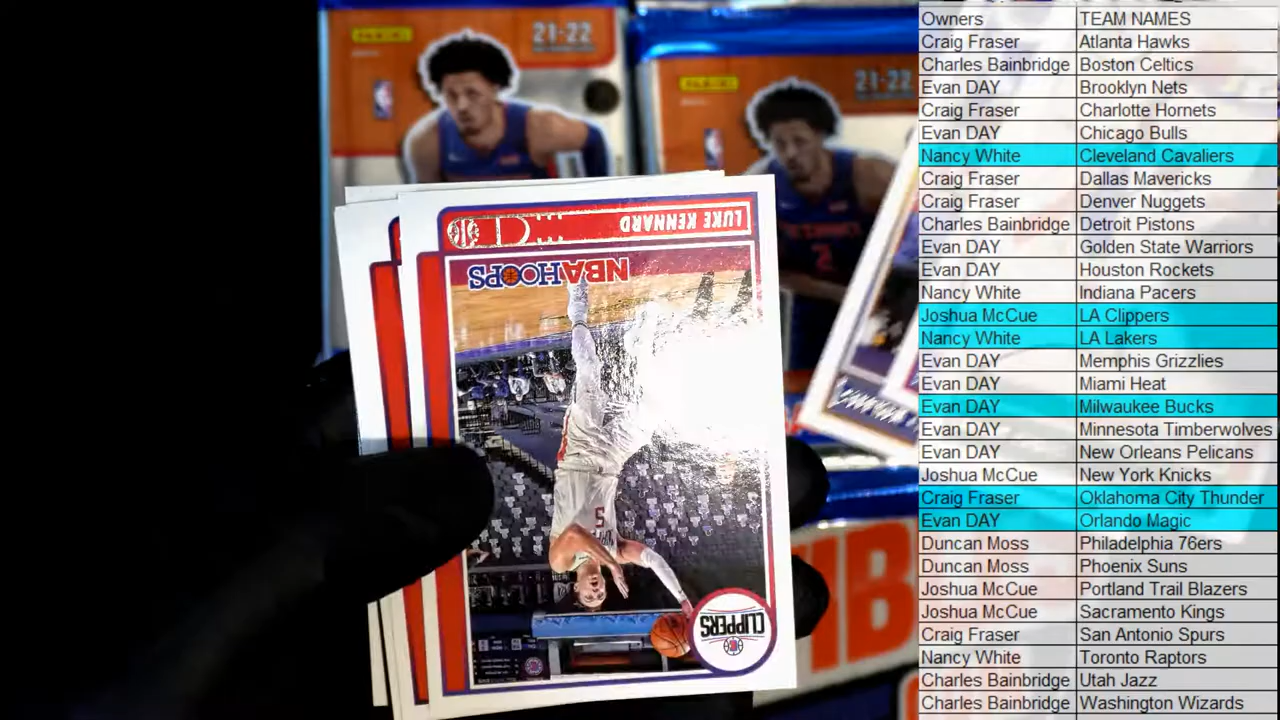 PANINI
21-22
PANINI
21-22
LUKE KENNARD
NBA HOOPS
5
CLIPPERS
2
Owners TEAM NAMES
Craig Fraser Atlanta Hawks
Charles Bainbridge Boston Celtics
Evan DAY Brooklyn Nets
Craig Fraser Charlotte Hornets
Evan DAY Chicago Bulls
Nancy White Cleveland Cavaliers
Craig Fraser Dallas Mavericks
Craig Fraser Denver Nuggets
Charles Bainbridge Detroit Pistons
Evan DAY Golden State Warriors
Evan DAY Houston Rockets
Nancy White Indiana Pacers
Joshua McCue LA Clippers
Nancy White LA Lakers
Evan DAY Memphis Grizzlies
Evan DAY Miami Heat
Evan DAY Milwaukee Bucks
Evan DAY Minnesota Timberwolves
Evan DAY New Orleans Pelicans
Joshua McCue New York Knicks
Craig Fraser Oklahoma City Thunder
Evan DAY Orlando Magic
Duncan Moss Philadelphia 76ers
Duncan Moss Phoenix Suns
Joshua McCue Portland Trail Blazers
Joshua McCue Sacramento Kings
Craig Fraser San Antonio Spurs
Nancy White Toronto Raptors
Charles Bainbridge Utah Jazz
Charles Bainbridge Washington Wizards